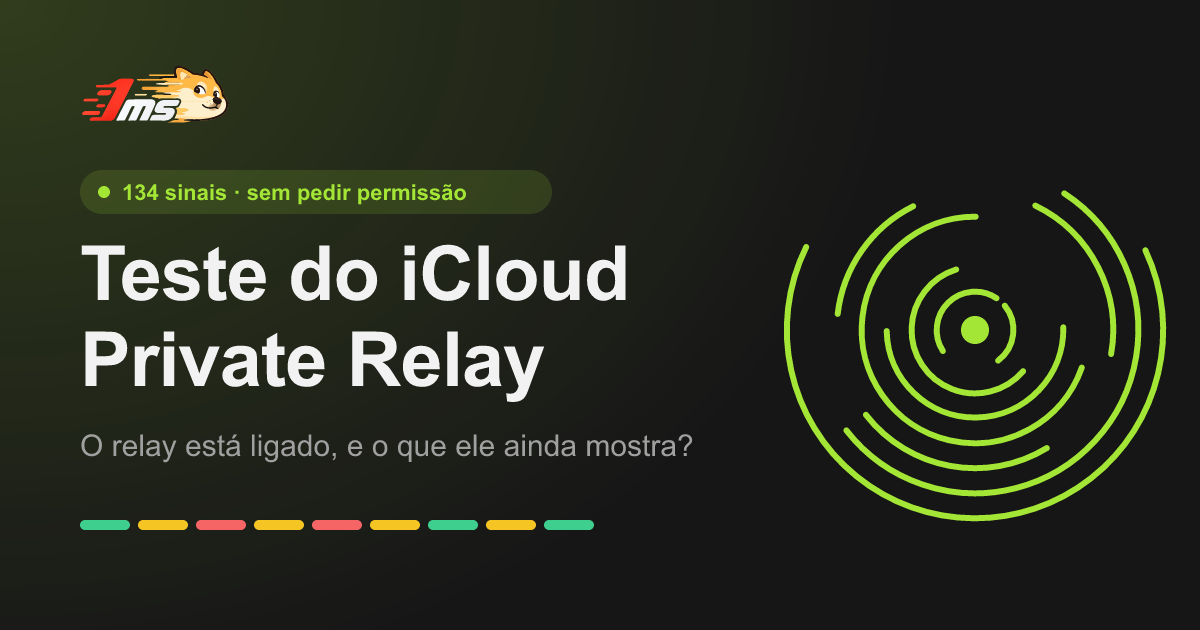 1ms
134 sinais · sem pedir permissão
Teste do iCloud
Private Relay
O relay está ligado, e o que ele ainda mostra?